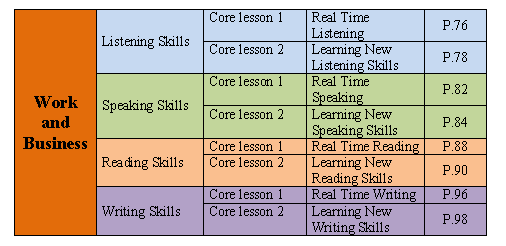 Work
and
Business
Listening Skills
Core lesson 1
Real Time
Listening
P.76
Core lesson 2
Learning New
Listening Skills
P.78
Speaking Skills
Core lesson 1
Real Time
Speaking
P.82
Core lesson 2
Learning New
Speaking Skills
P.84
Reading Skills
Core lesson 1
Real Time Reading
P.88
Core lesson 2
Learning New
Reading Skills
P.90
Writing Skills
Core lesson 1
Real Time Writing
P.96
Core lesson 2
Learning New
Writing Skills
P.98